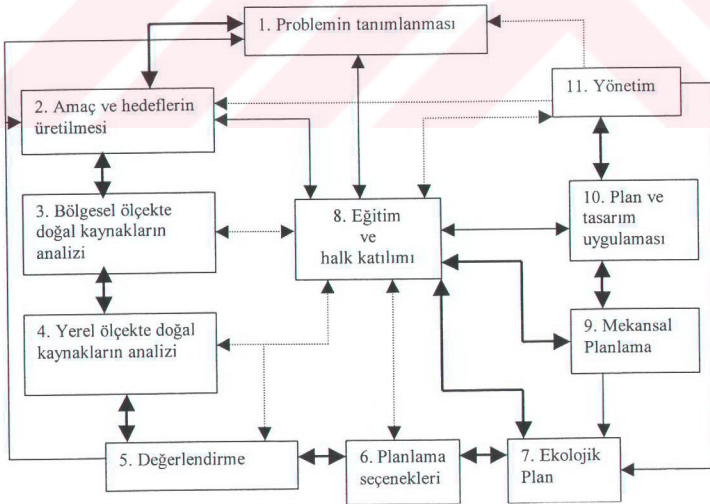 1. Problemin tanımlanması
2. Amaç ve hedeflerin
üretilmesi
3. Bölgesel ölçekte
doğal kaynakların
analizi
4. Yerel ölçekte doğal
kaynakların analizi
5. Değerlendirme
6. Planlama
seçenekleri
7. Ekolojik
Plan
8. Eğitim
ve
halk katılımı
9. Mekansal
Planlama
10. Plan ve
tasarım
uygulaması
11. Yönetim